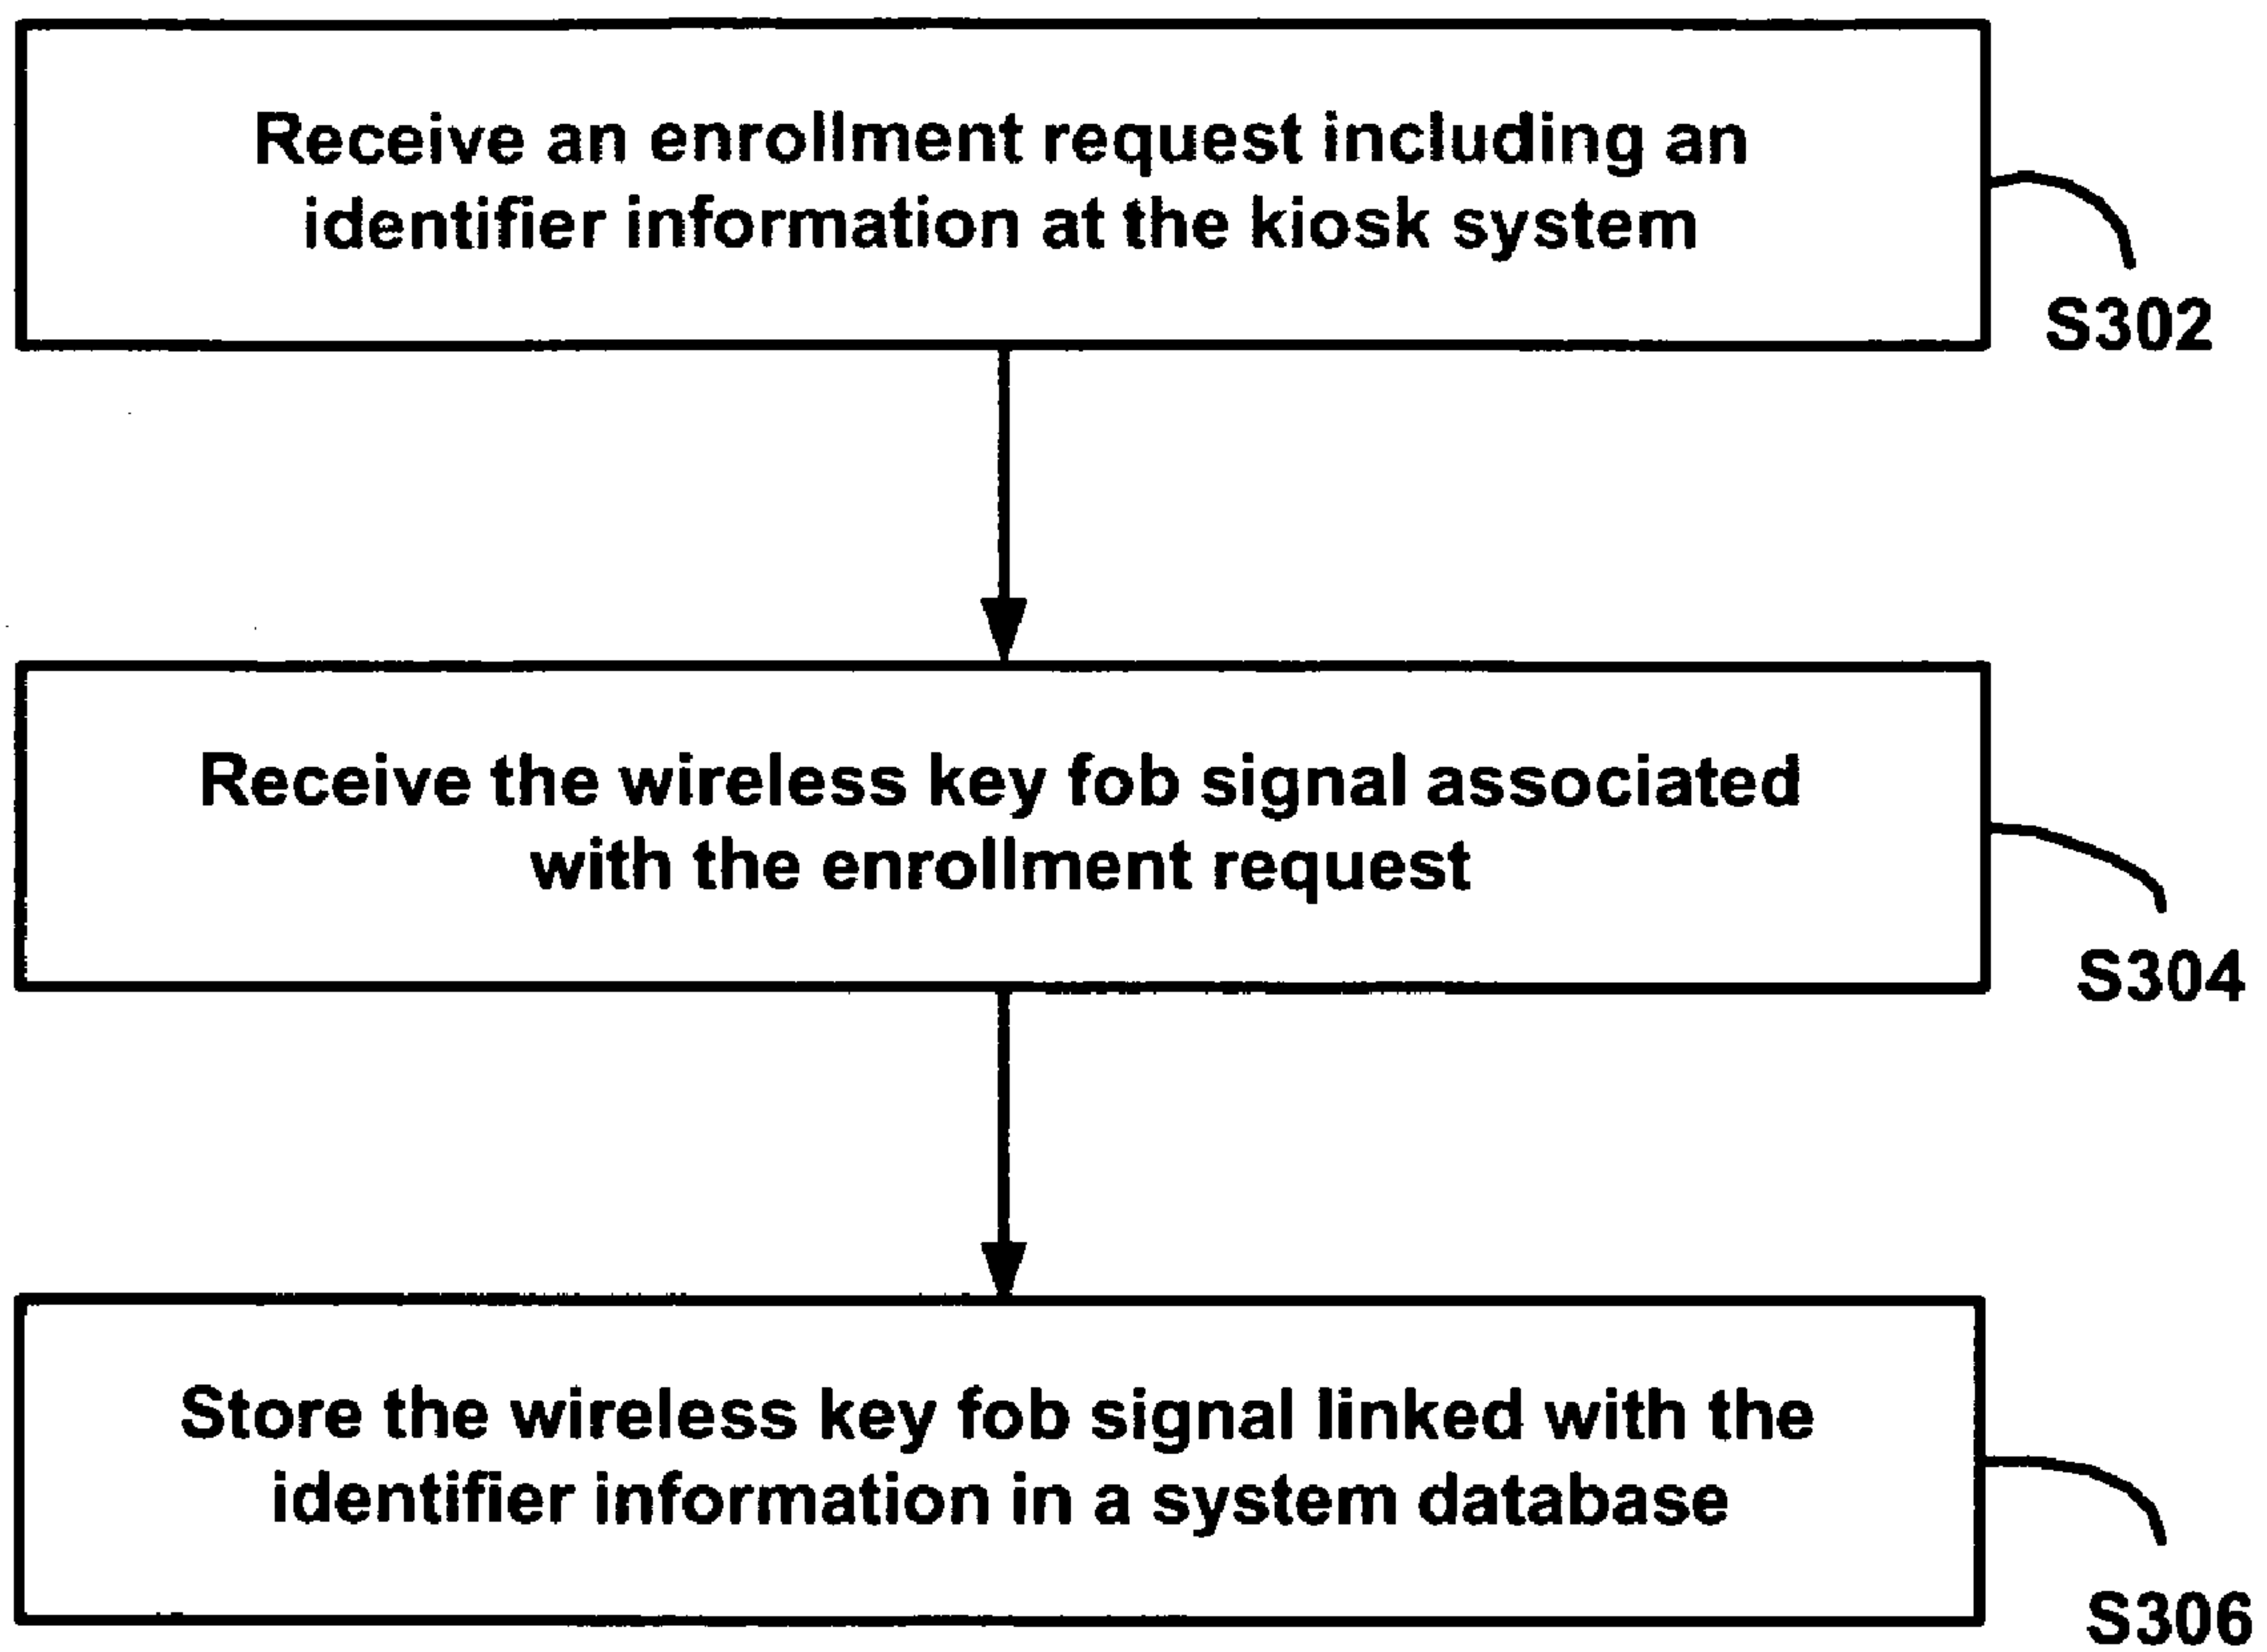 Receive an enrollment request including an
identifier information at the kiosk system
S302
Receive the wireless key fob signal associated
with the enrollment request
S304
Store the wireless key fob signal linked with the
identifier information in a system database
S306